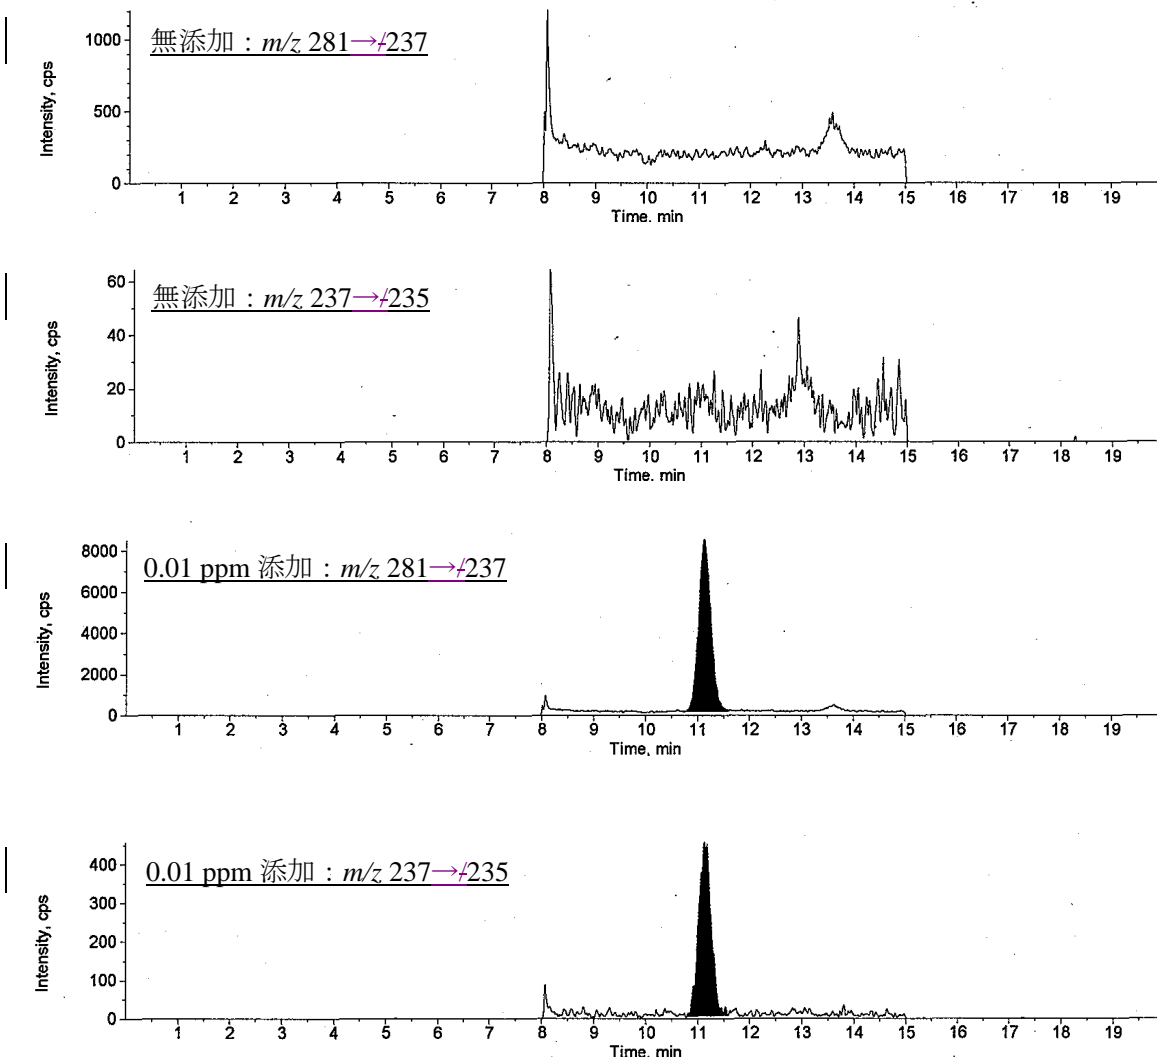 無添加：m/z 281→/237
Intensity, cps
1000
500
0
1 2 3 4 5 6 7 8 9 10 11 12 13 14 15 16 17 18 19
Time, min
無添加：m/z 237→/235
Intensity, cps
60
40
20
0
1 2 3 4 5 6 7 8 9 10 11 12 13 14 15 16 17 18 19
Time, min
0.01 ppm 添加：m/z 281→/237
Intensity, cps
8000
6000
4000
2000
0
1 2 3 4 5 6 7 8 9 10 11 12 13 14 15 16 17 18 19
Time, min
0.01 ppm 添加：m/z 237→/235
Intensity, cps
400
300
200
100
0
1 2 3 4 5 6 7 8 9 10 11 12 13 14 15 16 17 18 19
Time, min